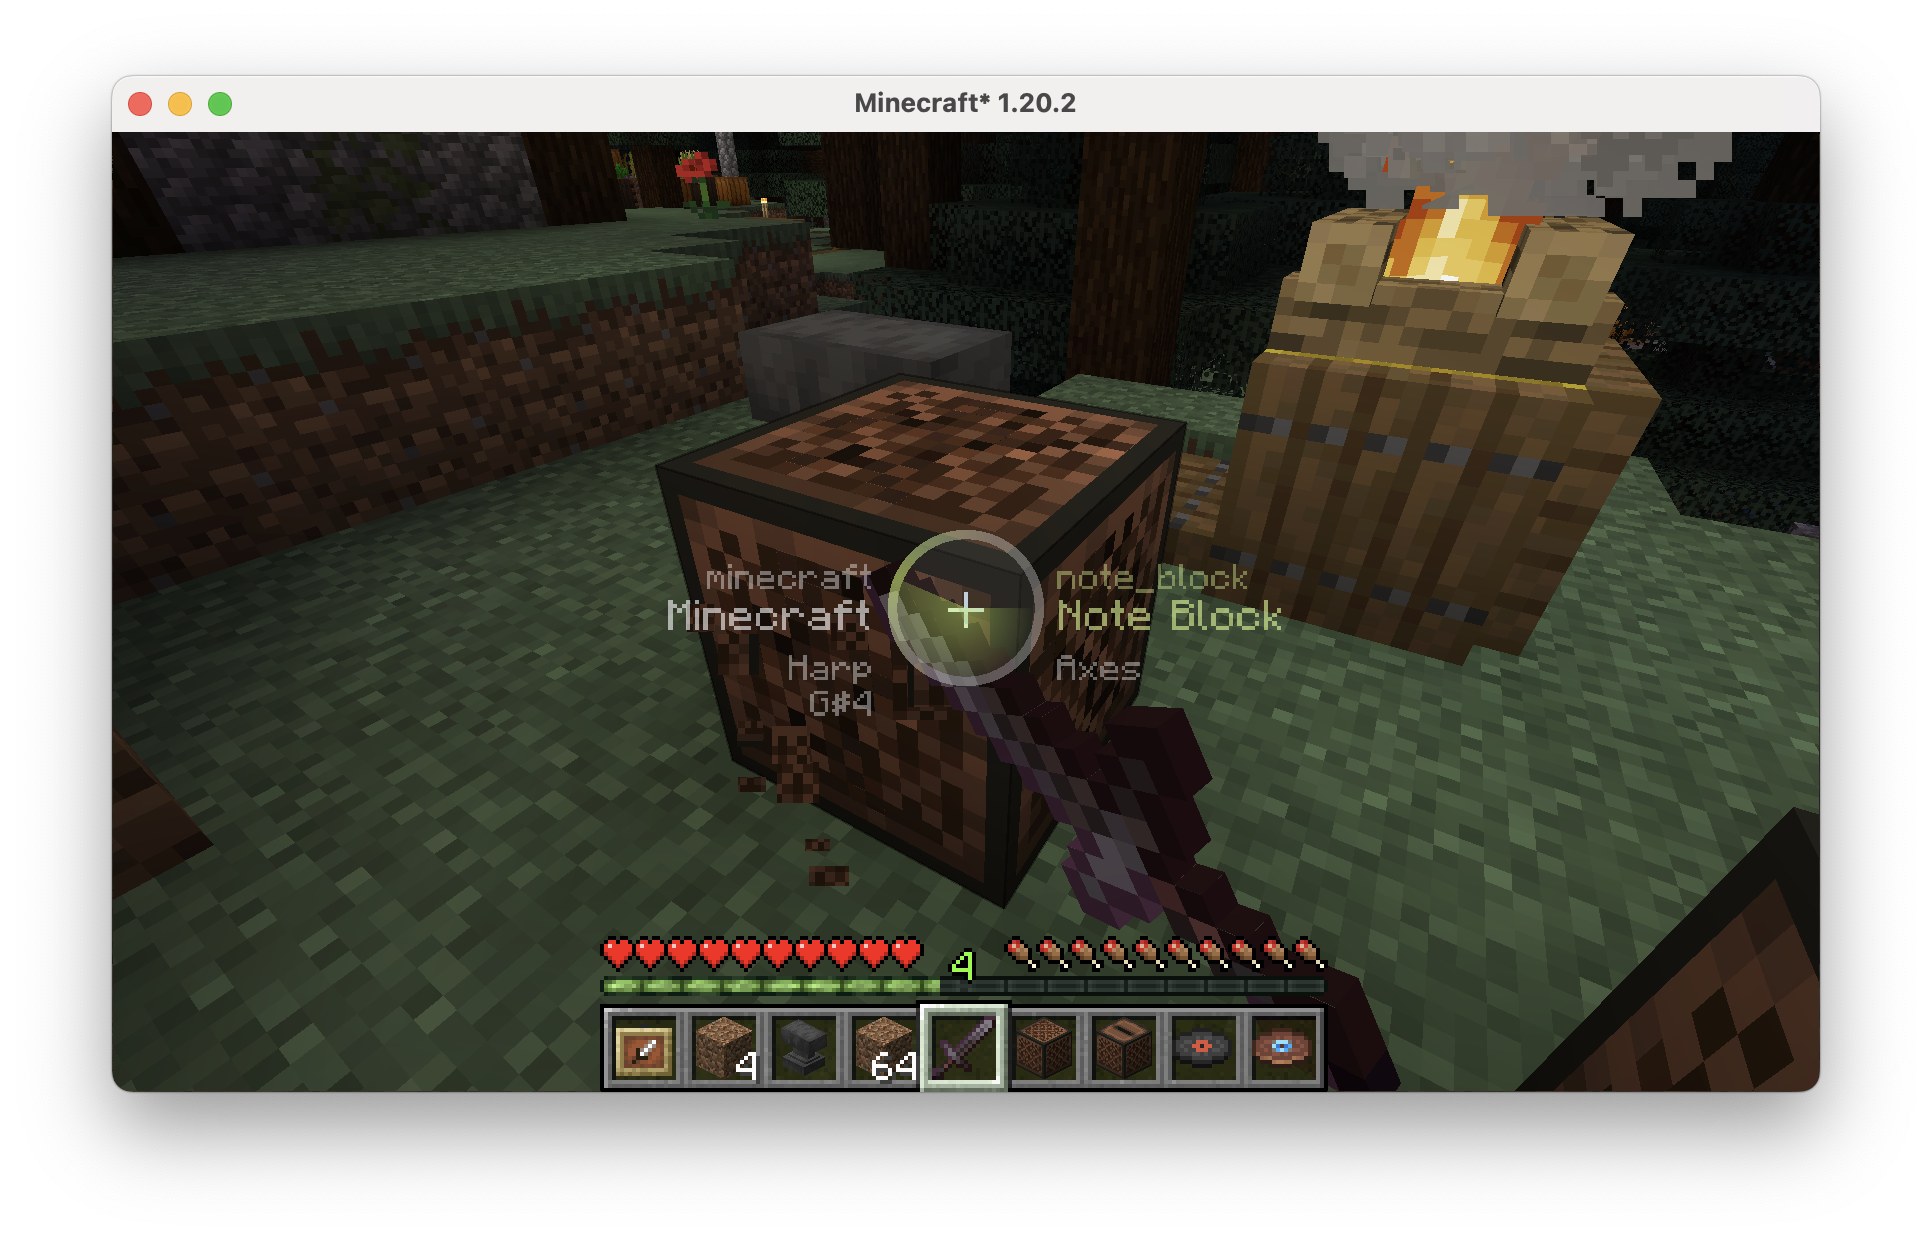 Minecraft* 1.20.2
minecraft note_block
Minecraft Note Block
Harp Axes
G#4
4
4 64